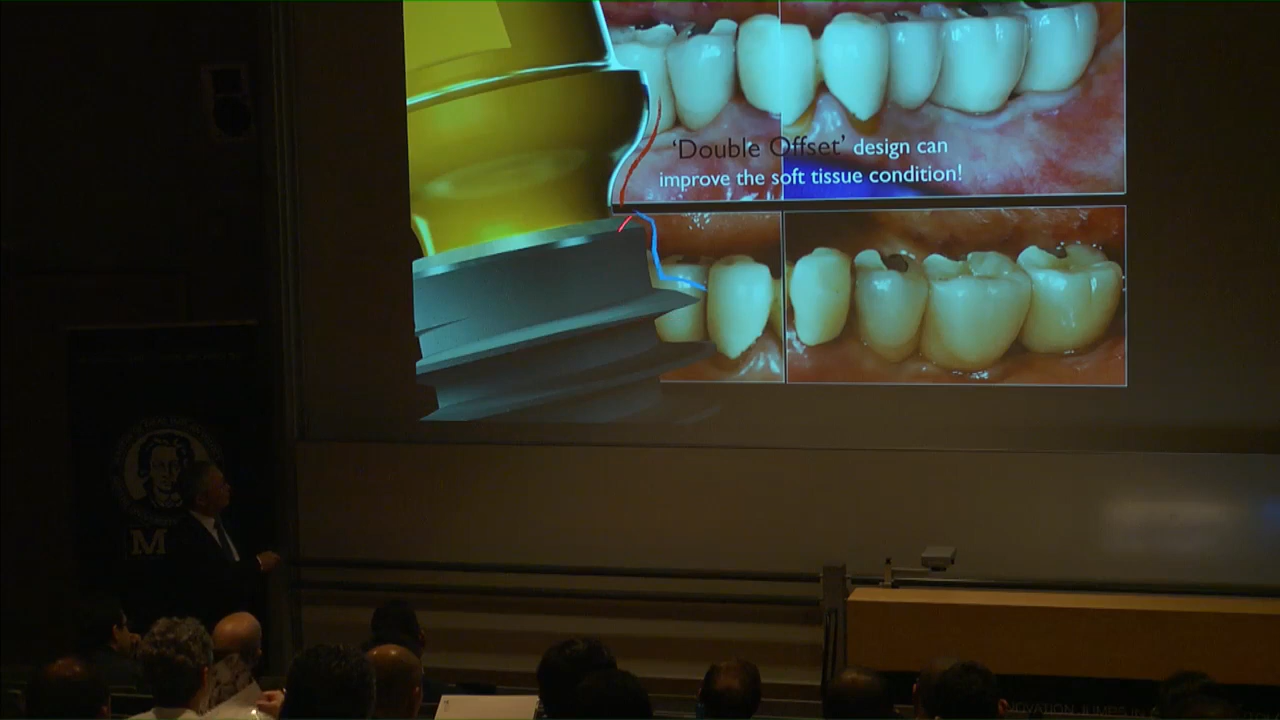 ‘Double Offset’ design can
improve the soft tissue condition!
M